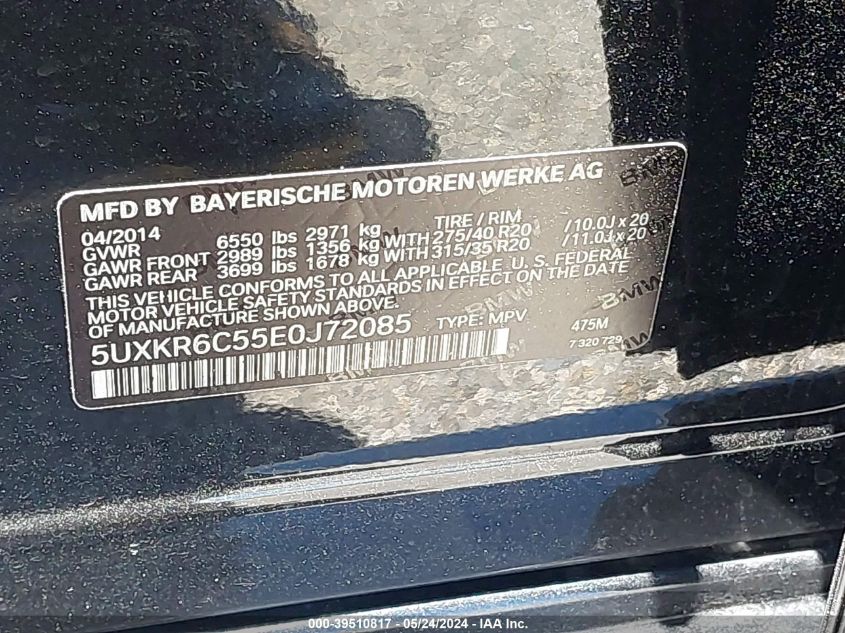 MFD BY BAYERISCHE MOTOREN WERKE AG
04/2014 TIRE / RIM
GVWR 6550 lbs 2971 kg
GAWR FRONT 2989 lbs 1356 kg WITH 275/40 R20 /10.0J x 20
GAWR REAR 3699 lbs 1678 kg WITH 315/35 R20 /11.0J x 20
THIS VEHICLE CONFORMS TO ALL APPLICABLE U. S. FEDERAL
MOTOR VEHICLE SAFETY STANDARDS IN EFFECT ON THE DATE
OF MANUFACTURE SHOWN ABOVE.
5UXKR6C55E0J72085 TYPE: MPV 475M
7 320 729
000-39510817 - 05/24/2024 - IAA Inc.